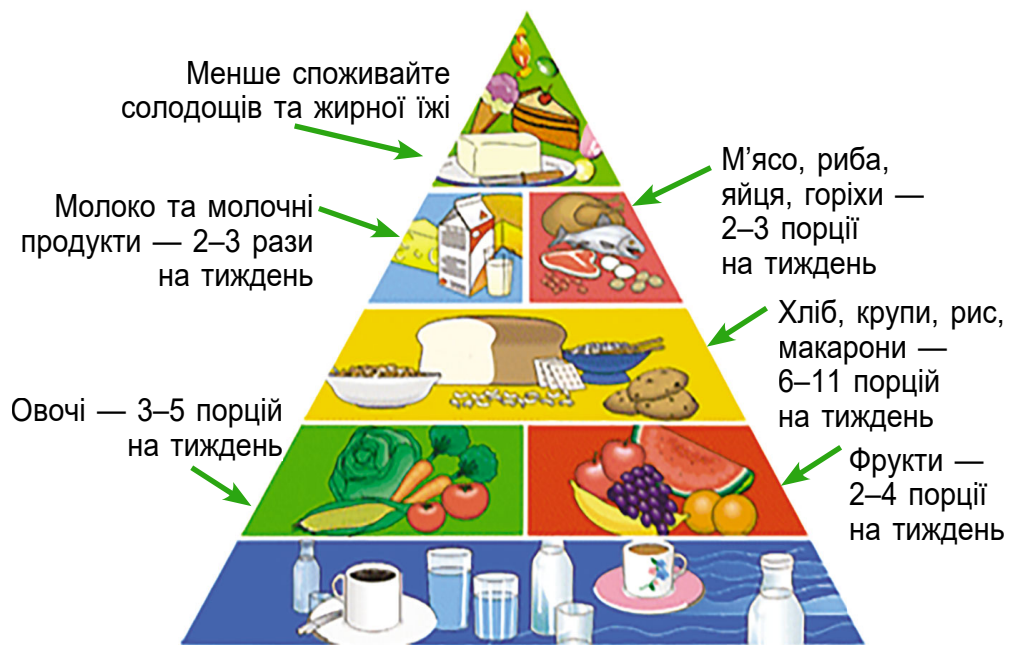 Менше споживайте
солодощів та жирної їжі
М’ясо, риба,
яйця, горіхи —
2–3 порції
на тиждень
Молоко та молочні
продукти — 2–3 рази
на тиждень
Хліб, крупи, рис,
макарони —
6–11 порцій
на тиждень
Овочі — 3–5 порцій
на тиждень
Фрукти —
2–4 порції
на тиждень